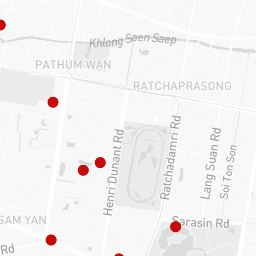 Khlong Saen Saep
PATHUM WAN
RATCHAPRASONG
Henri Dunant Rd
Ratchadamri Rd
Lang Suan Rd
Soi Ton Son
SAM YAN
Sarasin Rd
Rd